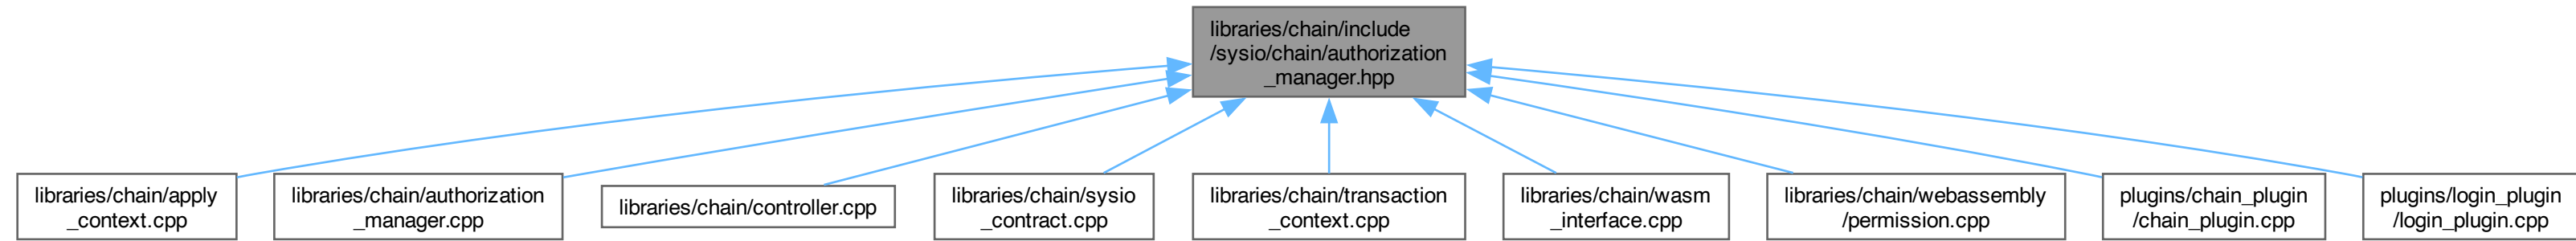 libraries/chain/include
/sysio/chain/authorization
_manager.hpp
libraries/chain/apply
_context.cpp
libraries/chain/authorization
_manager.cpp
libraries/chain/controller.cpp
libraries/chain/sysio
_contract.cpp
libraries/chain/transaction
_context.cpp
libraries/chain/wasm
_interface.cpp
libraries/chain/webassembly
/permission.cpp
plugins/chain_plugin
/chain_plugin.cpp
plugins/login_plugin
/login_plugin.cpp